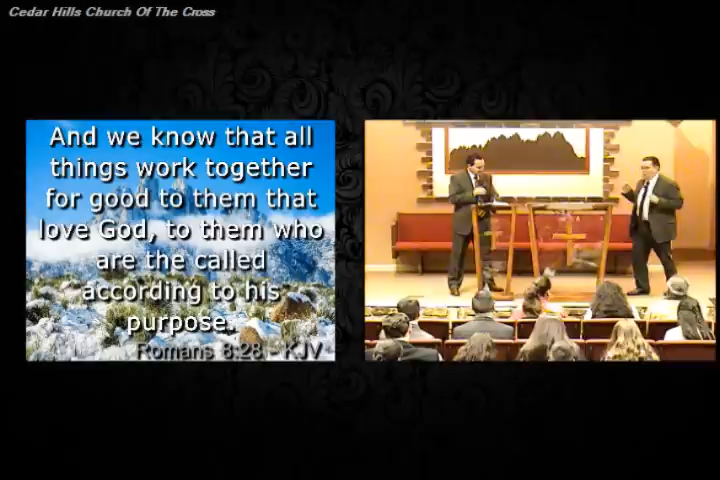 Cedar Hills Church Of The Cross
And we know that all
things work together
for good to them that
love God, to them who
are the called
according to his
purpose.
Romans 8:28 - KJV